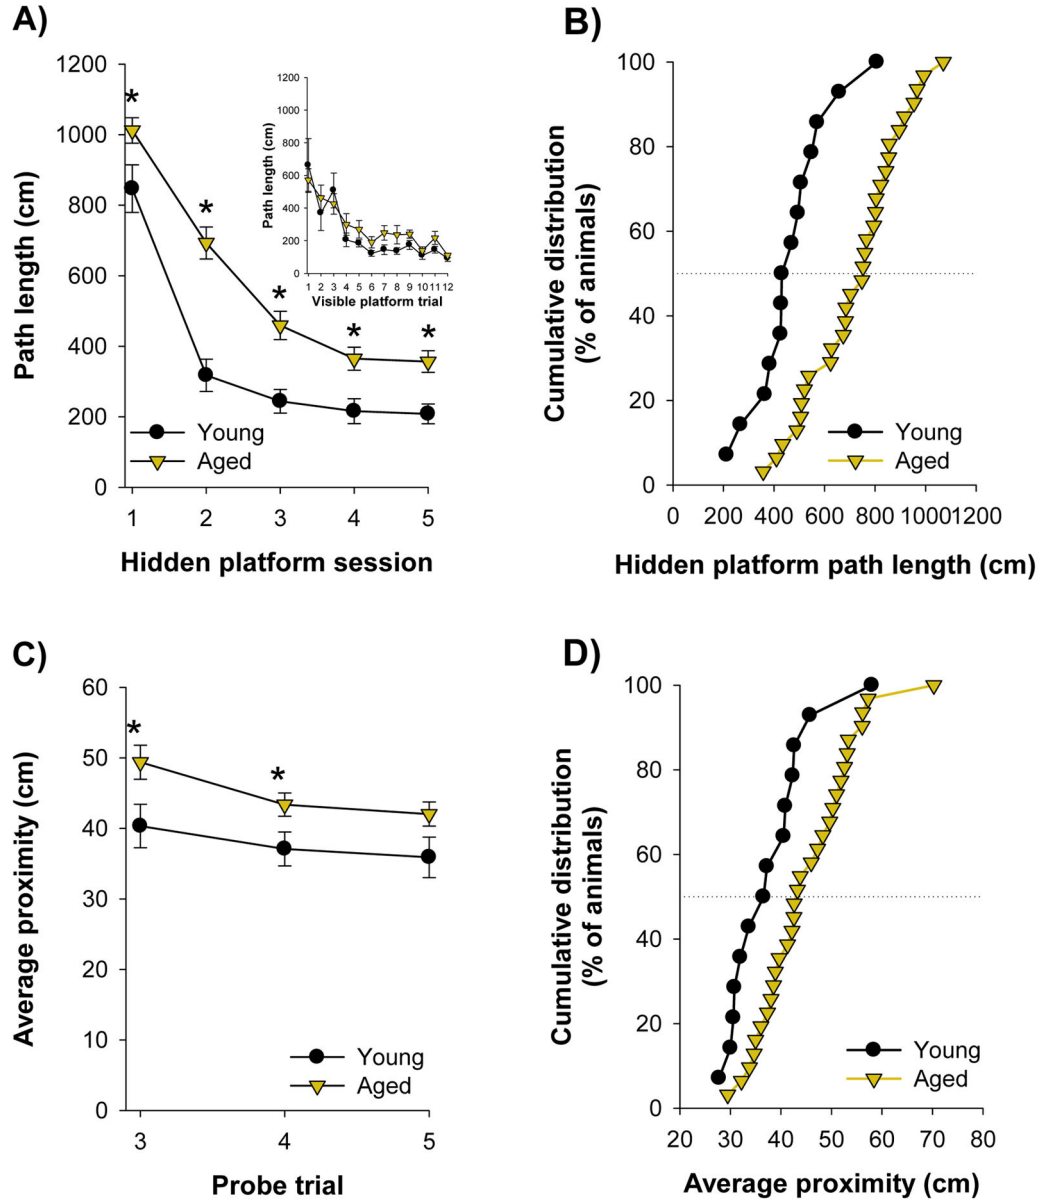 A)
*
*
*
*
*
1200
1000
800
600
400
200
0
Path length (cm)
1 2 3 4 5
Hidden platform session
Young
Aged
1200
1000
800
600
400
200
0
Path length (cm)
1 2 3 4 5 6 7 8 9 10 11 12
Visible platform trial
B)
100
80
60
40
20
0
Cumulative distribution
(% of animals)
0 200 400 600 800 1000 1200
Hidden platform path length (cm)
Young
Aged
C)
*
*
60
50
40
30
20
10
0
Average proximity (cm)
3 4 5
Probe trial
Young
Aged
D)
100
80
60
40
20
0
Cumulative distribution
(% of animals)
20 30 40 50 60 70 80
Average proximity (cm)
Young
Aged